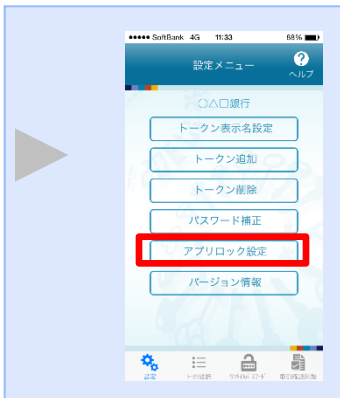 ●●●●● SoftBank 4G 11:33 88%
設定メニュー
?
ヘルプ
○△□銀行
トークン表示名設定
トークン追加
トークン削除
パスワード補正
アプリロック設定
バージョン情報
設定